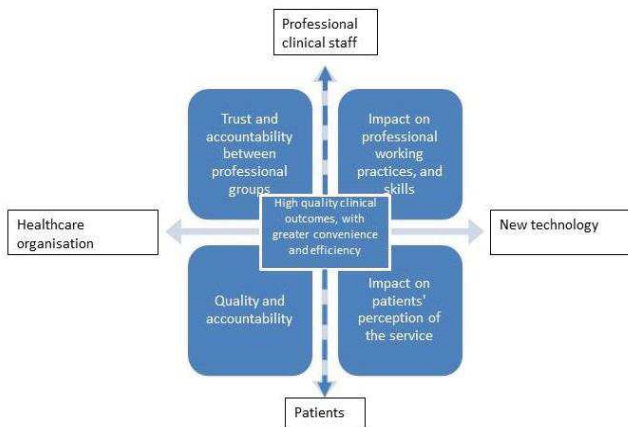 Professional
clinical staff
Trust and
accountability
between
professional
groups
Impact on
professional
working
practices, and
skills
High quality clinical
outcomes, with
greater convenience
and efficiency
Healthcare
organisation
New technology
Quality and
accountability
Impact on
patients'
perception of
the service
Patients